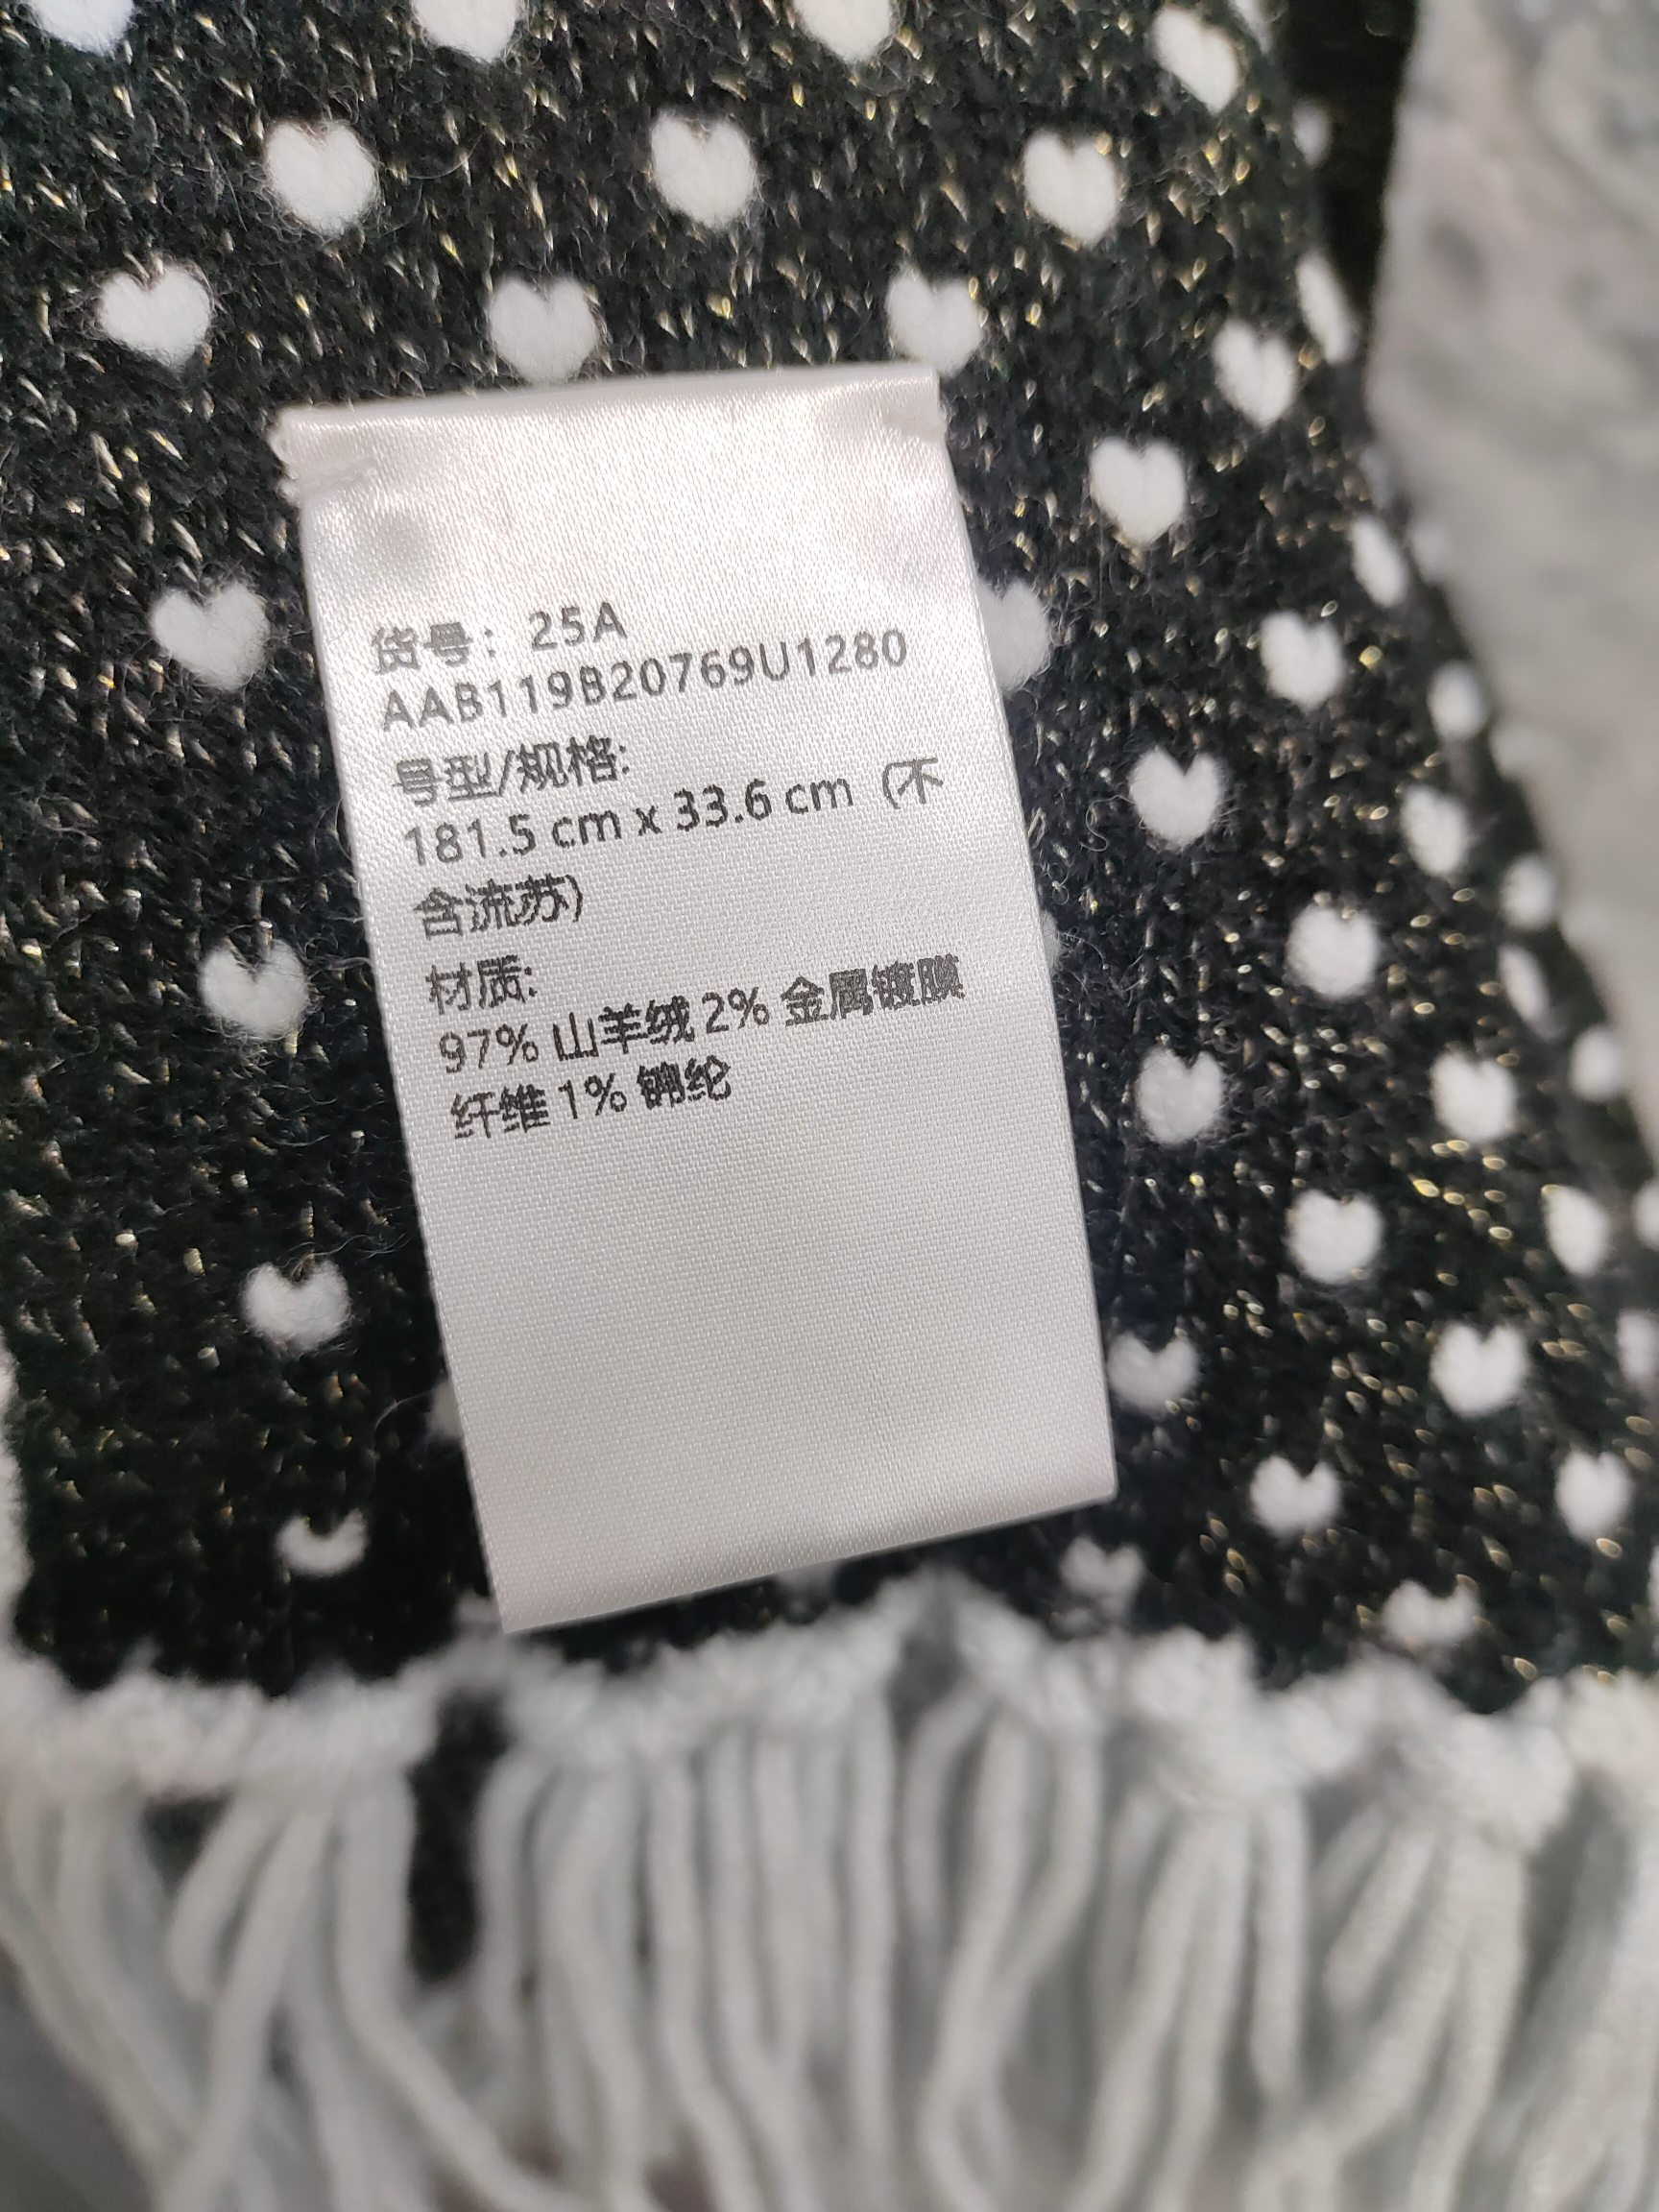 货号：25A
AAB119B20769U1280
号型/规格:
181.5 cm x 33.6 cm（不
含流苏）
材质:
97% 山羊绒 2% 金属镀膜
纤维 1% 锦纶